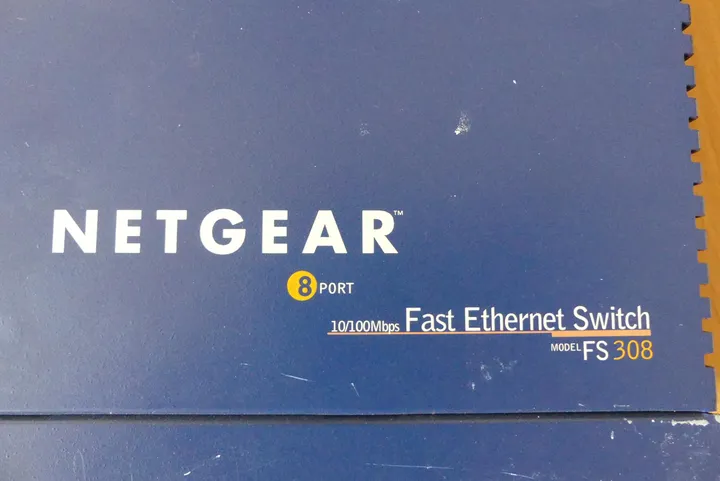 NETGEAR™
8 PORT
10/100Mbps Fast Ethernet Switch
MODEL FS 308